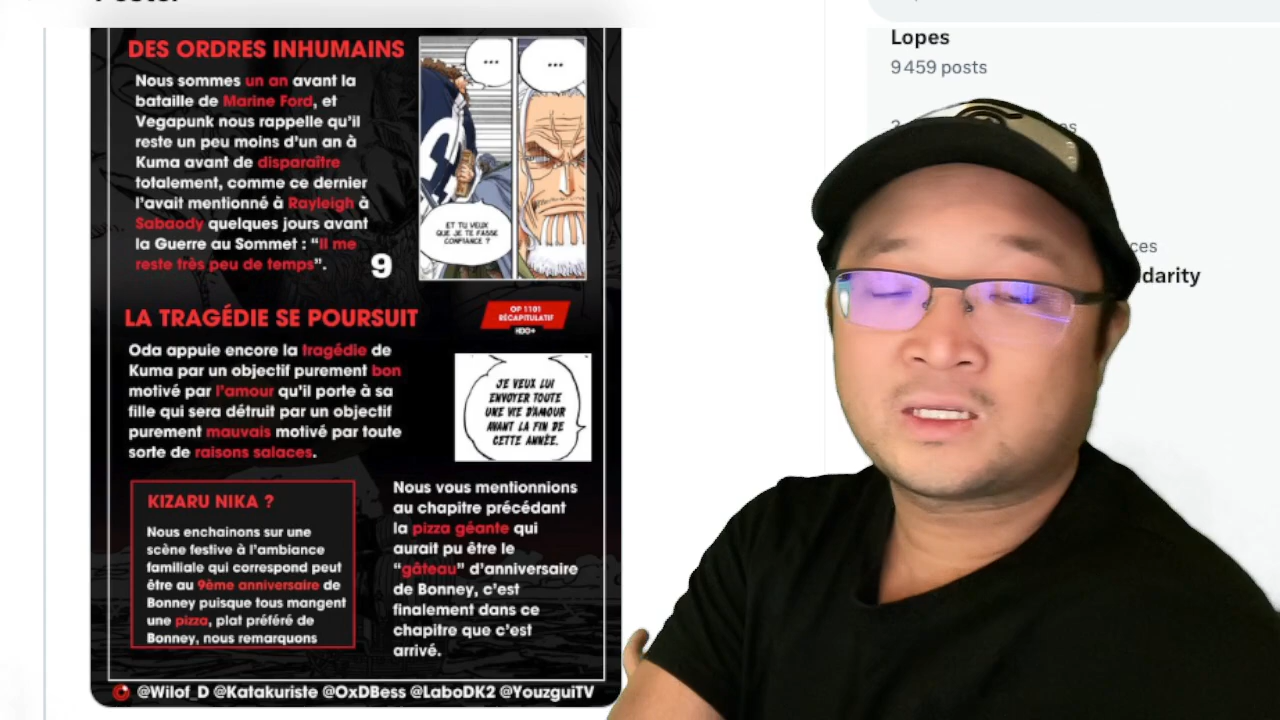 DES ORDRES INHUMAINS
Nous sommes un an avant la
bataille de Marine Ford, et
Vegapunk nous rappelle qu'il
reste un peu moins d'un an à
Kuma avant de disparaître
totalement, comme ce dernier
l'avait mentionné à Rayleigh à
Sabaody quelques jours avant
la Guerre au Sommet : “Il me
reste très peu de temps”.
9
...
...
ET TU VEUX
QUE JE TE FASSE
CONFIANCE ?
LA TRAGÉDIE SE POURSUIT
OP 1101
RÉCAPITULATIF
HDO+
Oda appuie encore la tragédie de
Kuma par un objectif purement bon
motivé par l'amour qu'il porte à sa
fille qui sera détruit par un objectif
purement mauvais motivé par toute
sorte de raisons salaces.
JE VEUX LUI
ENVOYER TOUTE
UNE VIE D'AMOUR
AVANT LA FIN DE
CETTE ANNÉE.
KIZARU NIKA ?
Nous enchainons sur une
scène festive à l'ambiance
familiale qui correspond peut
être au 9ème anniversaire de
Bonney puisque tous mangent
une pizza, plat préféré de
Bonney, nous remarquons
Nous vous mentionnions
au chapitre précédant
la pizza géante qui
aurait pu être le
“gâteau” d'anniversaire
de Bonney, c'est
finalement dans ce
chapitre que c'est
arrivé.
@Wilof_D @Katakuriste @OxDBess @LaboDK2 @YouzguiTV
Lopes
9 459 posts